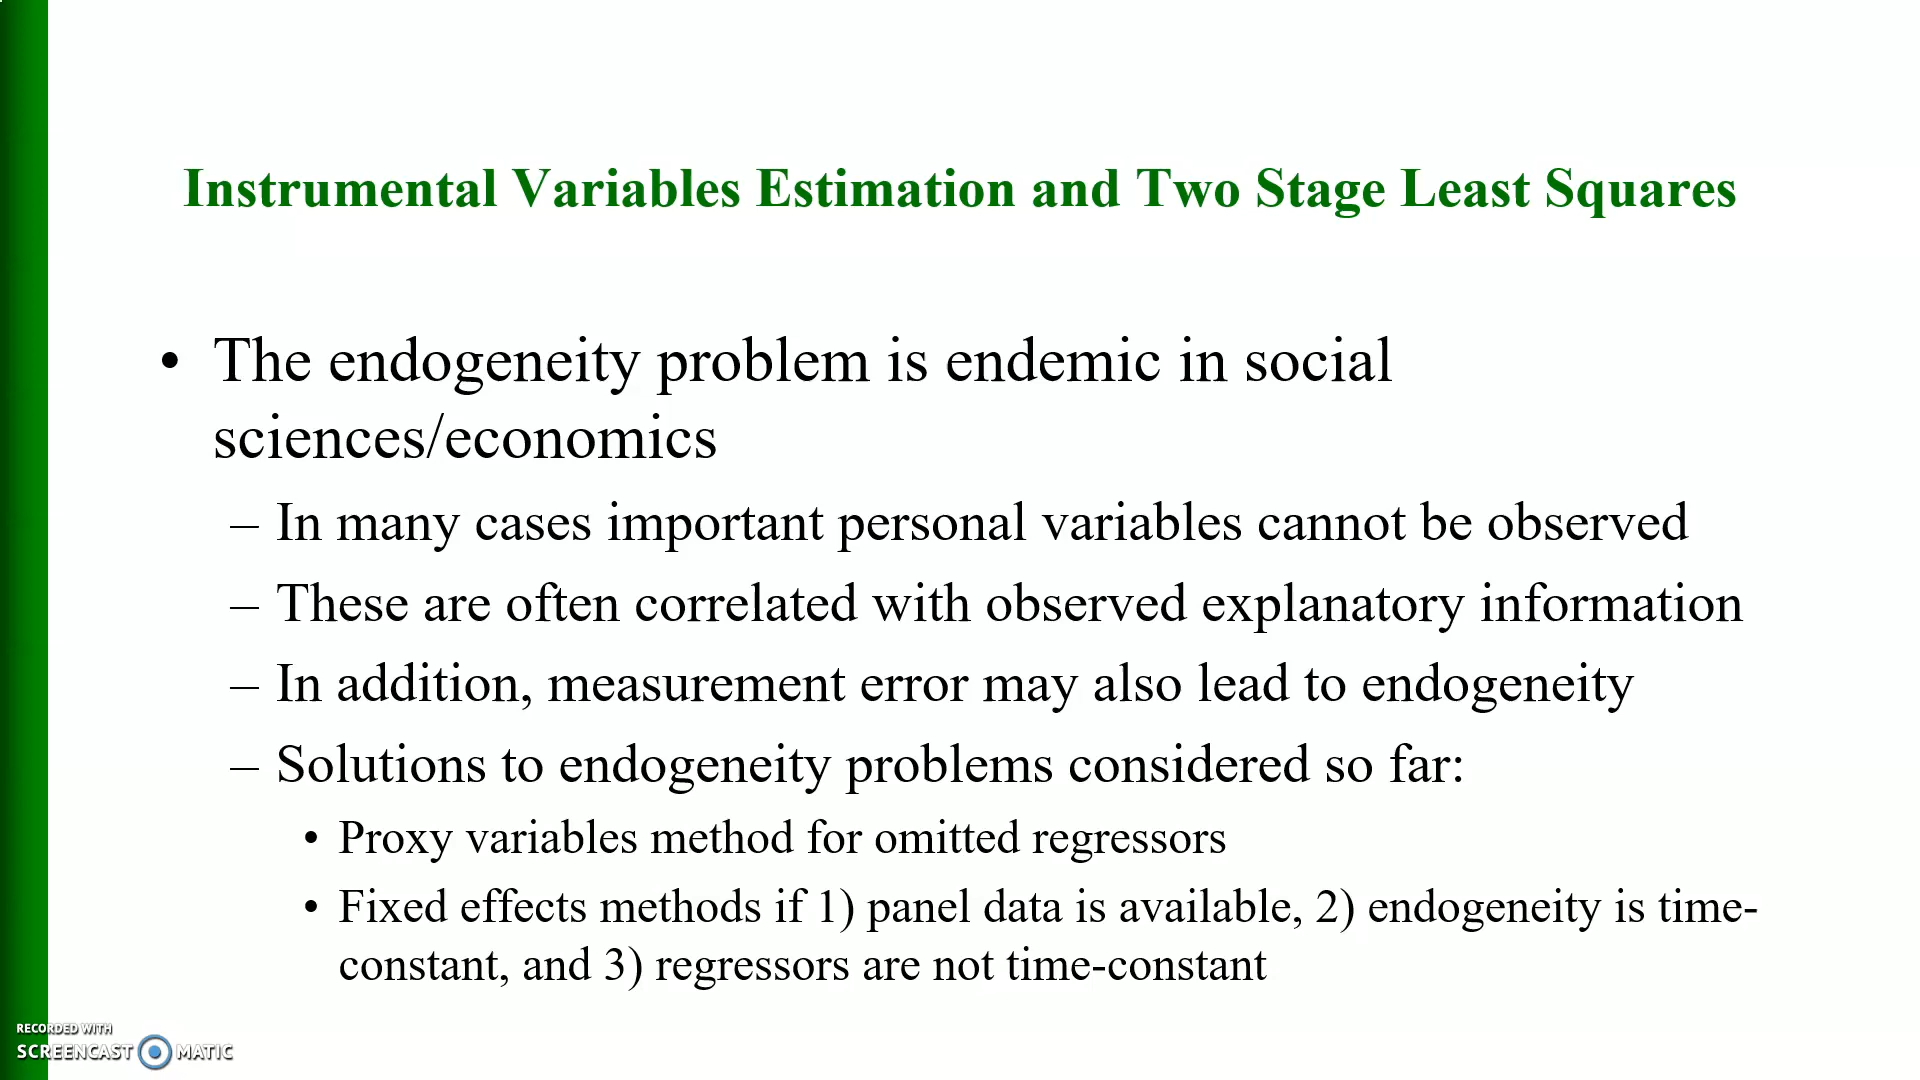 Instrumental Variables Estimation and Two Stage Least Squares
• The endogeneity problem is endemic in social
sciences/economics
– In many cases important personal variables cannot be observed
– These are often correlated with observed explanatory information
– In addition, measurement error may also lead to endogeneity
– Solutions to endogeneity problems considered so far:
• Proxy variables method for omitted regressors
• Fixed effects methods if 1) panel data is available, 2) endogeneity is time-
constant, and 3) regressors are not time-constant
RECORDED WITH
SCREENCAST MATIC